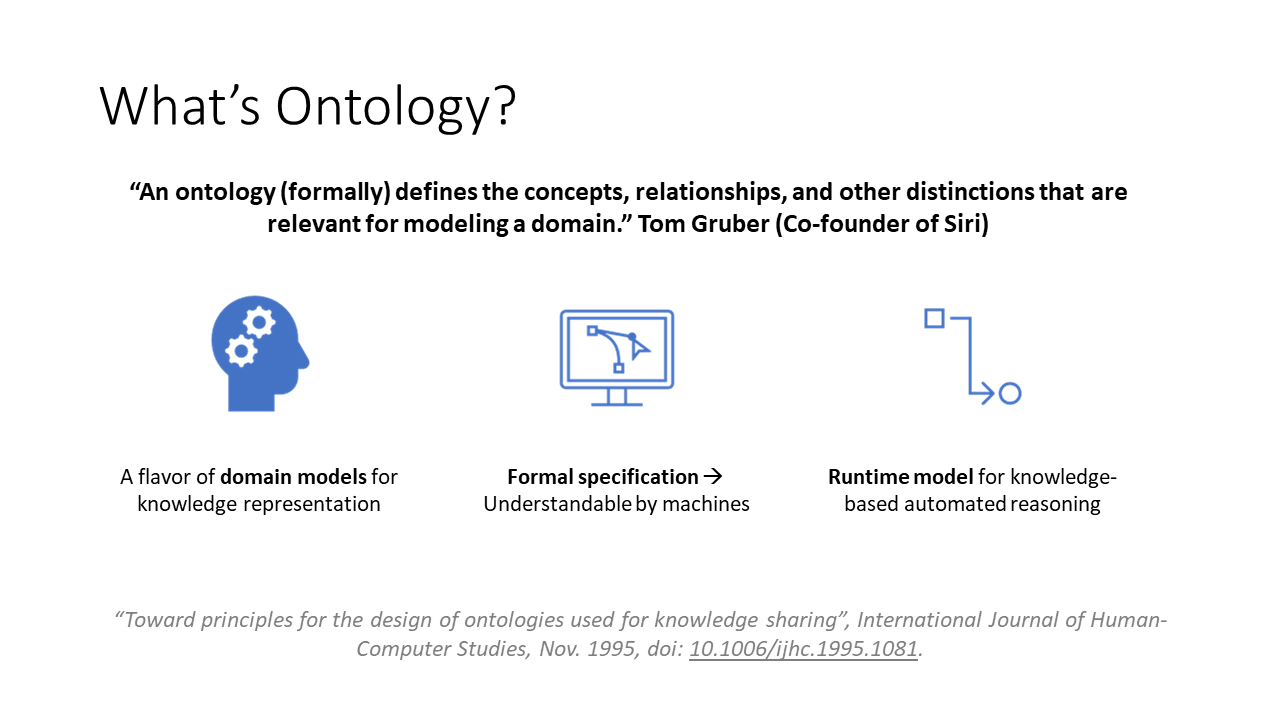 What’s Ontology?
“An ontology (formally) defines the concepts, relationships, and other distinctions that are
relevant for modeling a domain.” Tom Gruber (Co-founder of Siri)
A flavor of domain models for
knowledge representation
Formal specification →
Understandable by machines
Runtime model for knowledge-
based automated reasoning
“Toward principles for the design of ontologies used for knowledge sharing”, International Journal of Human-
Computer Studies, Nov. 1995, doi: 10.1006/ijhc.1995.1081.